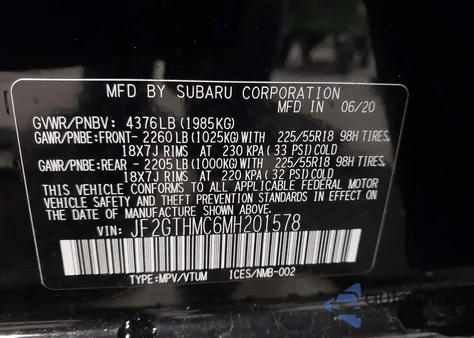 MFD BY SUBARU CORPORATION
MFD IN 06/20
GVWR/PNBV: 4376LB(1985KG)
GAWR/PNBE:FRONT- 2260LB(1025KG)WITH 225/55R18 98H TIRES,
18X7J RIMS AT 230 KPA(33 PSI)COLD
GAWR/PNBE:REAR - 2205LB(1000KG)WITH 225/55R18 98H TIRES,
18X7J RIMS AT 220 KPA(32 PSI)COLD
THIS VEHICLE CONFORMS TO ALL APPLICABLE FEDERAL MOTOR
VEHICLE SAFETY, BUMPER, AND THEFT PREVENTION STANDARDS IN EFFECT ON THE
DATE OF MANUFACTURE SHOWN ABOVE.
VIN: JF2GTHMC6MH201578
TYPE:MPV/VTUM ICES/NMB-002